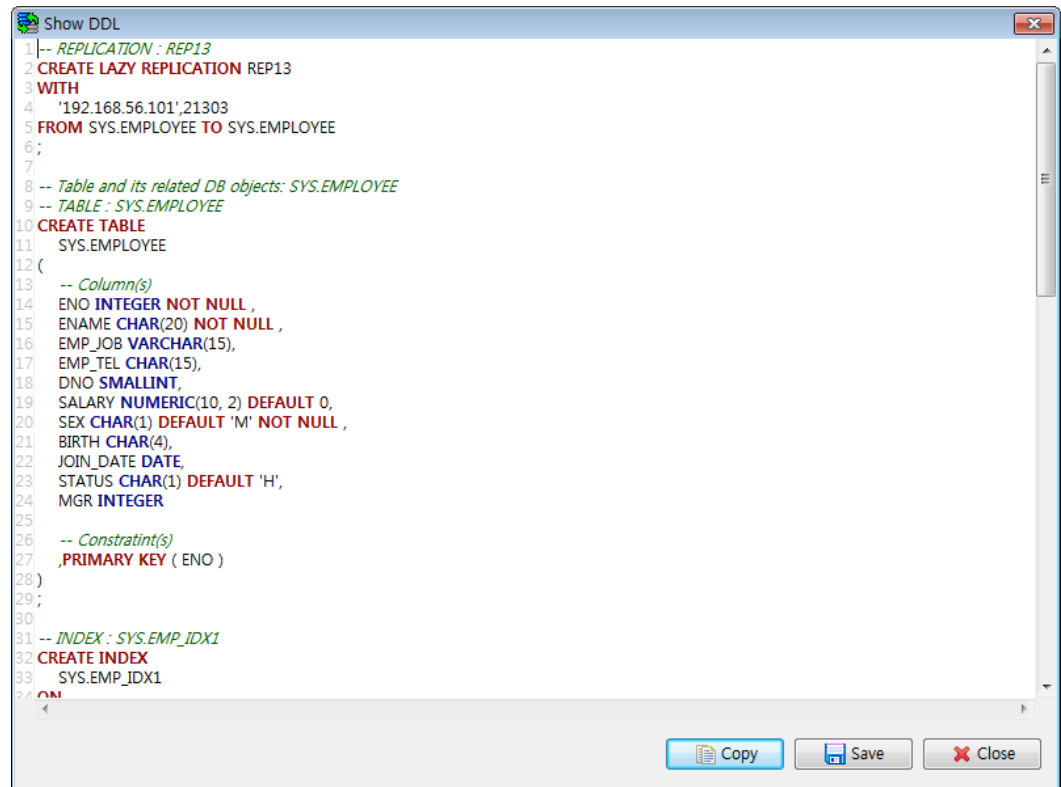 Show DDL
1 -- REPLICATION : REP13
2 CREATE LAZY REPLICATION REP13
3 WITH
4 '192.168.56.101',21303
5 FROM SYS.EMPLOYEE TO SYS.EMPLOYEE
6 ;
7
8 -- Table and its related DB objects: SYS.EMPLOYEE
9 -- TABLE : SYS.EMPLOYEE
10 CREATE TABLE
11 SYS.EMPLOYEE
12 (
13 -- Column(s)
14 ENO INTEGER NOT NULL ,
15 ENAME CHAR(20) NOT NULL ,
16 EMP_JOB VARCHAR(15),
17 EMP_TEL CHAR(15),
18 DNO SMALLINT,
19 SALARY NUMERIC(10, 2) DEFAULT 0,
20 SEX CHAR(1) DEFAULT 'M' NOT NULL ,
21 BIRTH CHAR(4),
22 JOIN_DATE DATE,
23 STATUS CHAR(1) DEFAULT 'H',
24 MGR INTEGER
25
26 -- Constratint(s)
27 ,PRIMARY KEY ( ENO )
28 )
29 ;
30
31 -- INDEX : SYS.EMP_IDX1
32 CREATE INDEX
33 SYS.EMP_IDX1
34 ON
Copy Save Close